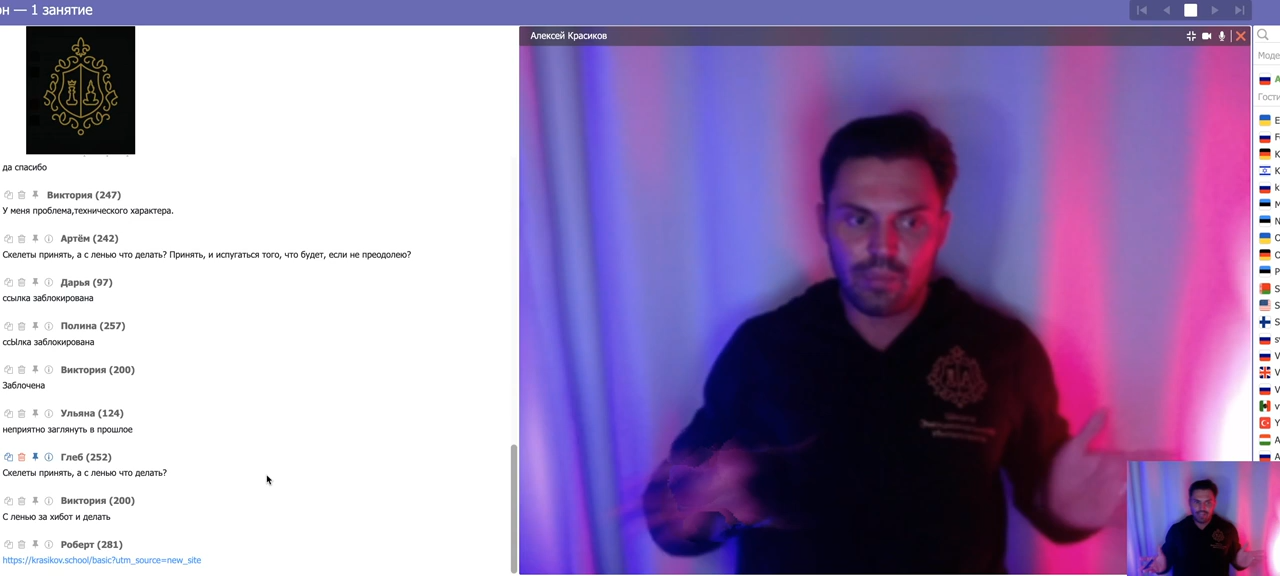 он — 1 занятие
да спасибо
Виктория (247)
У меня проблема,технического характера.
Артём (242)
Скелеты принять, а с ленью что делать? Принять, и испугаться того, что будет, если не преодолею?
Дарья (97)
ссылка заблокирована
Полина (257)
ссЫлка заблокирована
Виктория (200)
Заблочена
Ульяна (124)
неприятно заглянуть в прошлое
Глеб (252)
Скелеты принять, а с ленью что делать?
Виктория (200)
С ленью за хибот и делать
Роберт (281)
https://krasikov.school/basic?utm_source=new_site
Алексей Красиков
Моде
Гости